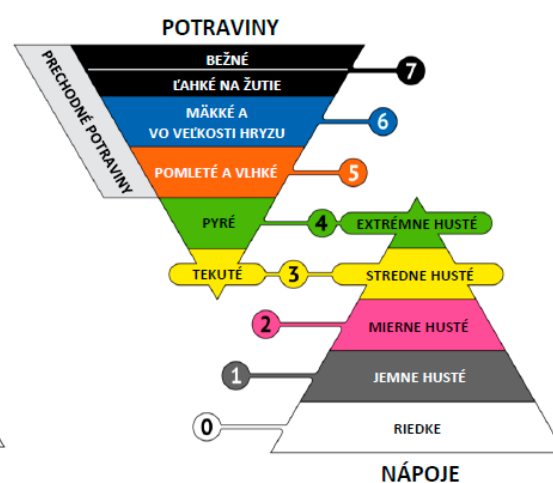 POTRAVINY
PRECHODNÉ POTRAVINY
BEŽNÉ
7
ĽAHKÉ NA ŽUTIE
MÄKKÉ A
VO VEĽKOSTI HRYZU
6
POMLETÉ A VLHKÉ
5
PYRÉ
4
EXTRÉMNE HUSTÉ
TEKUTÉ
3
STREDNE HUSTÉ
2
MIERNE HUSTÉ
1
JEMNE HUSTÉ
0
RIEDKE
NÁPOJE